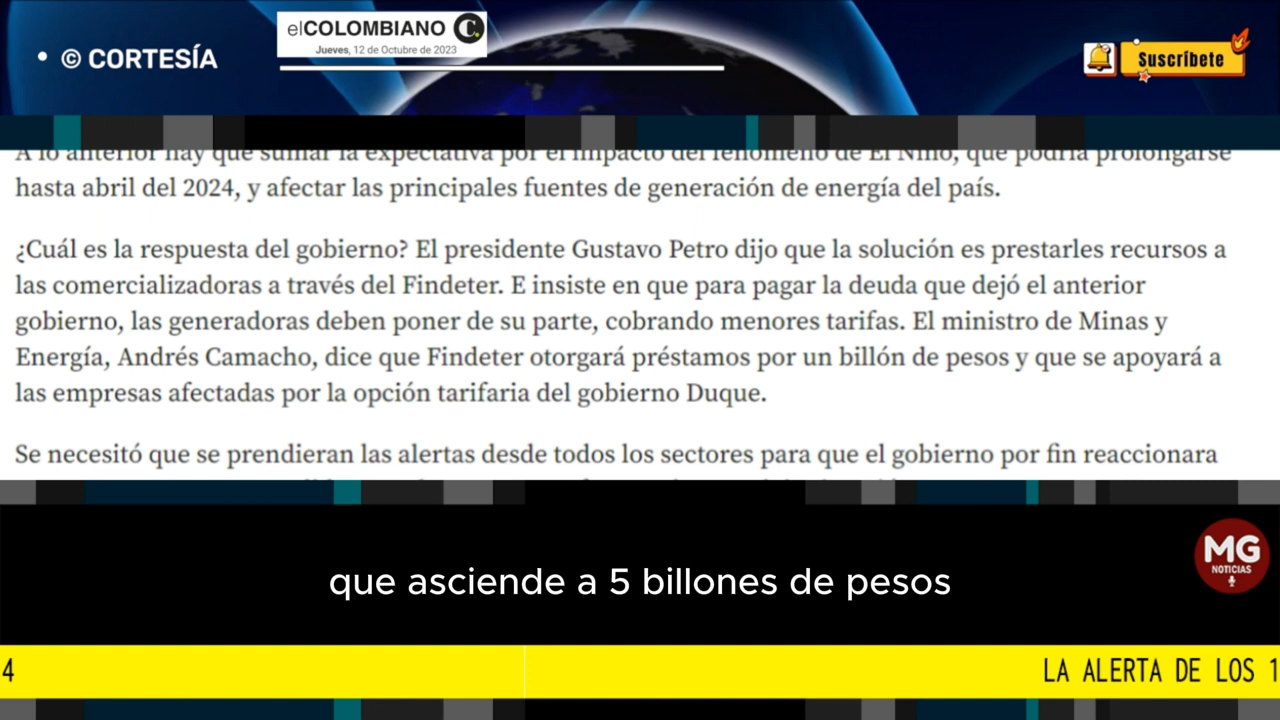 elCOLOMBIANO
Jueves, 12 de Octubre de 2023
• © CORTESÍA
Suscríbete
A lo anterior hay que sumar la expectativa por el impacto del fenómeno de El Niño, que podría prolongarse
hasta abril del 2024, y afectar las principales fuentes de generación de energía del país.
¿Cuál es la respuesta del gobierno? El presidente Gustavo Petro dijo que la solución es prestarles recursos a
las comercializadoras a través del Findeter. E insiste en que para pagar la deuda que dejó el anterior
gobierno, las generadoras deben poner de su parte, cobrando menores tarifas. El ministro de Minas y
Energía, Andrés Camacho, dice que Findeter otorgará préstamos por un billón de pesos y que se apoyará a
las empresas afectadas por la opción tarifaria del gobierno Duque.
Se necesitó que se prendieran las alertas desde todos los sectores para que el gobierno por fin reaccionara
MG
NOTICIAS
que asciende a 5 billones de pesos
4
LA ALERTA DE LOS 1